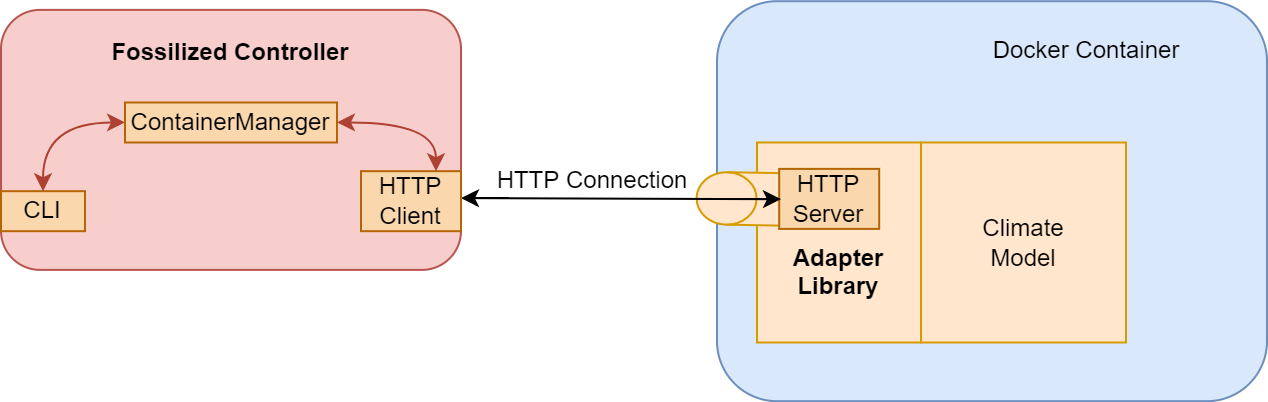 Fossilized Controller
ContainerManager
CLI
HTTP
Client
HTTP Connection
Docker Container
HTTP
Server
Adapter
Library
Climate
Model